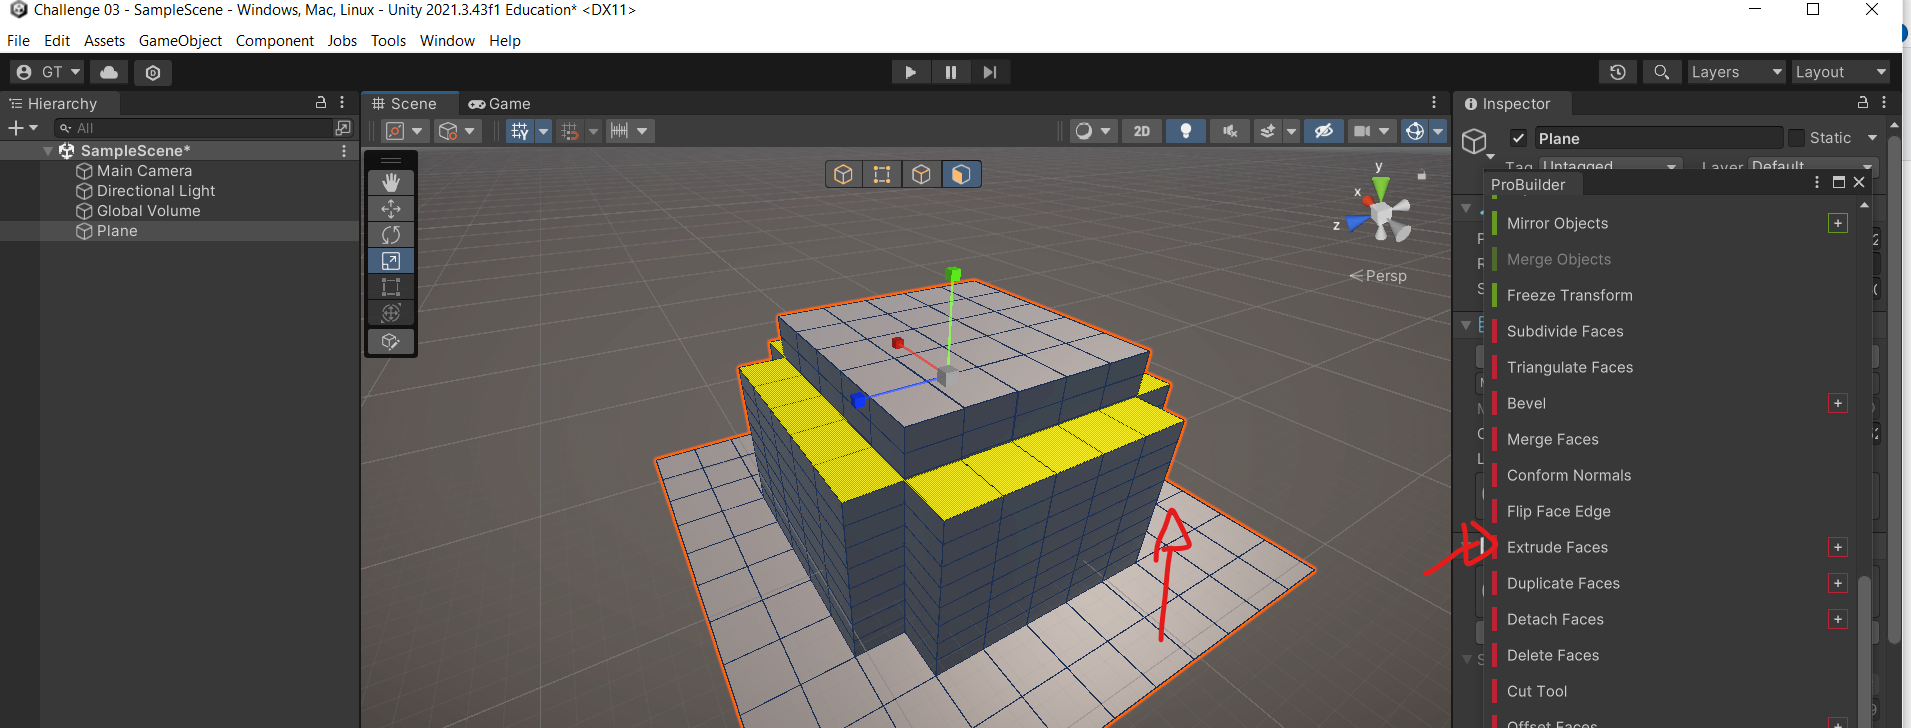 Challenge 03 - SampleScene - Windows, Mac, Linux - Unity 2021.3.43f1 Education* <DX11>
File Edit Assets GameObject Component Jobs Tools Window Help
GT Layers Layout
Hierarchy Scene Game Inspector
All 2D Plane Static
SampleScene* Tag Untagged Layer Default
Main Camera
Directional Light
Global Volume
Plane
y
x
z
Persp
ProBuilder
Mirror Objects
Merge Objects
Freeze Transform
Subdivide Faces
Triangulate Faces
Bevel
Merge Faces
Conform Normals
Flip Face Edge
Extrude Faces
Duplicate Faces
Detach Faces
Delete Faces
Cut Tool
Offset Faces